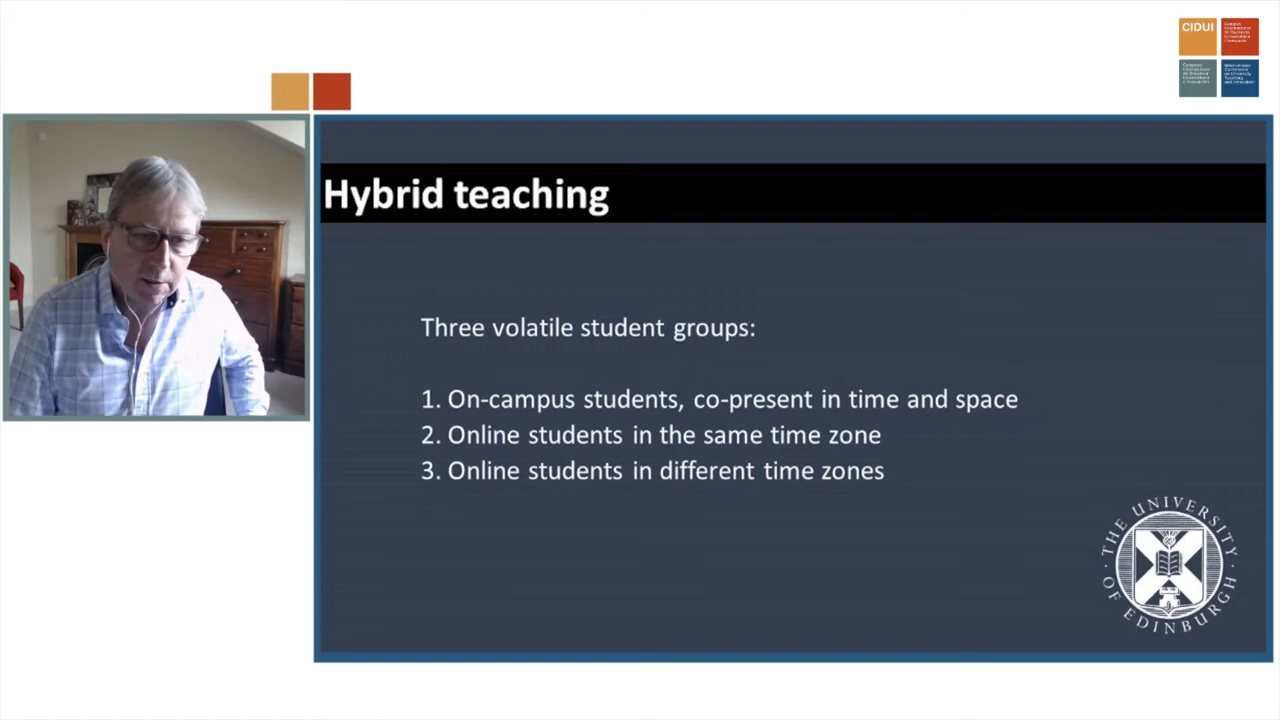 CIDUI
Hybrid teaching
Three volatile student groups:
1. On-campus students, co-present in time and space
2. Online students in the same time zone
3. Online students in different time zones
THE UNIVERSITY
OF EDINBURGH